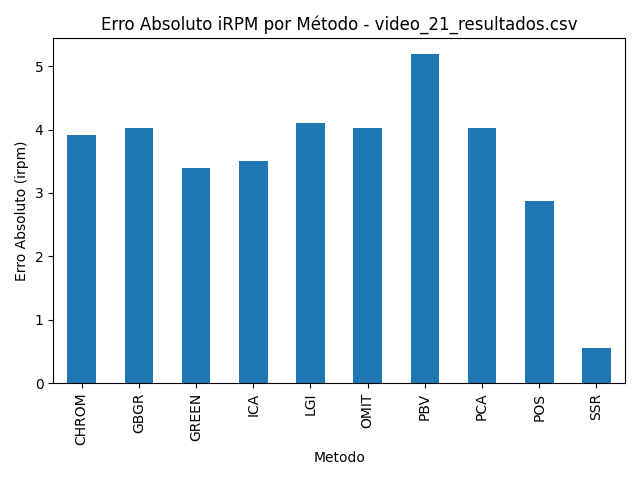 Erro Absoluto iRPM por Método - video_21_resultados.csv
Erro Absoluto (irpm)
5
4
3
2
1
0
CHROM
GBGR
GREEN
ICA
LGI
OMIT
PBV
PCA
POS
SSR
Metodo